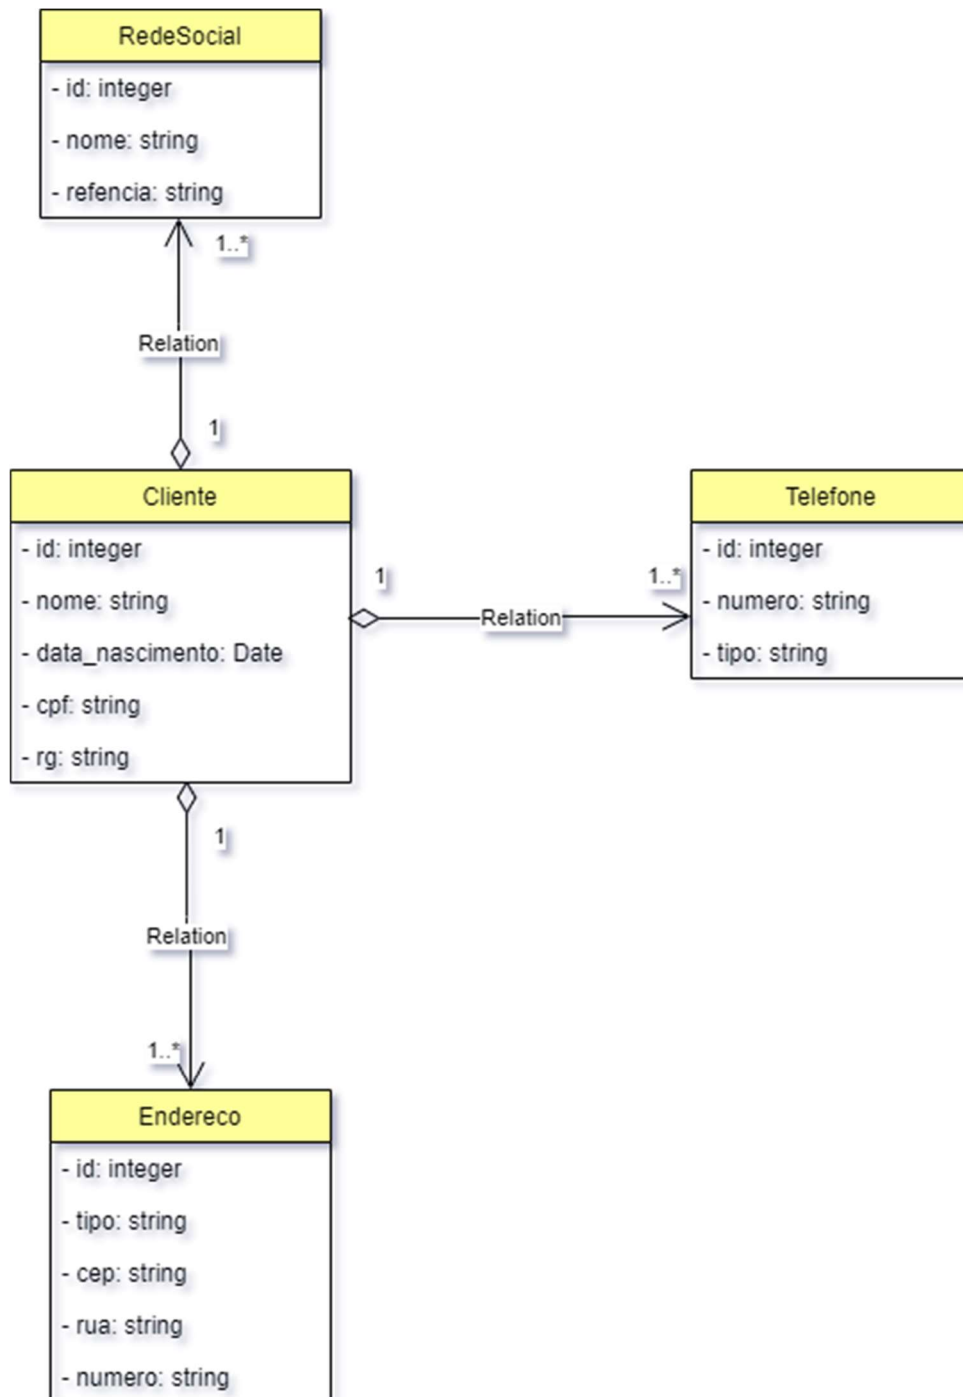 RedeSocial
- id: integer
- nome: string
- refencia: string
1..*
Relation
1
Cliente
- id: integer
- nome: string
- data_nascimento: Date
- cpf: string
- rg: string
1
Relation
1..*
Telefone
- id: integer
- numero: string
- tipo: string
1
Relation
1..*
Endereco
- id: integer
- tipo: string
- cep: string
- rua: string
- numero: string